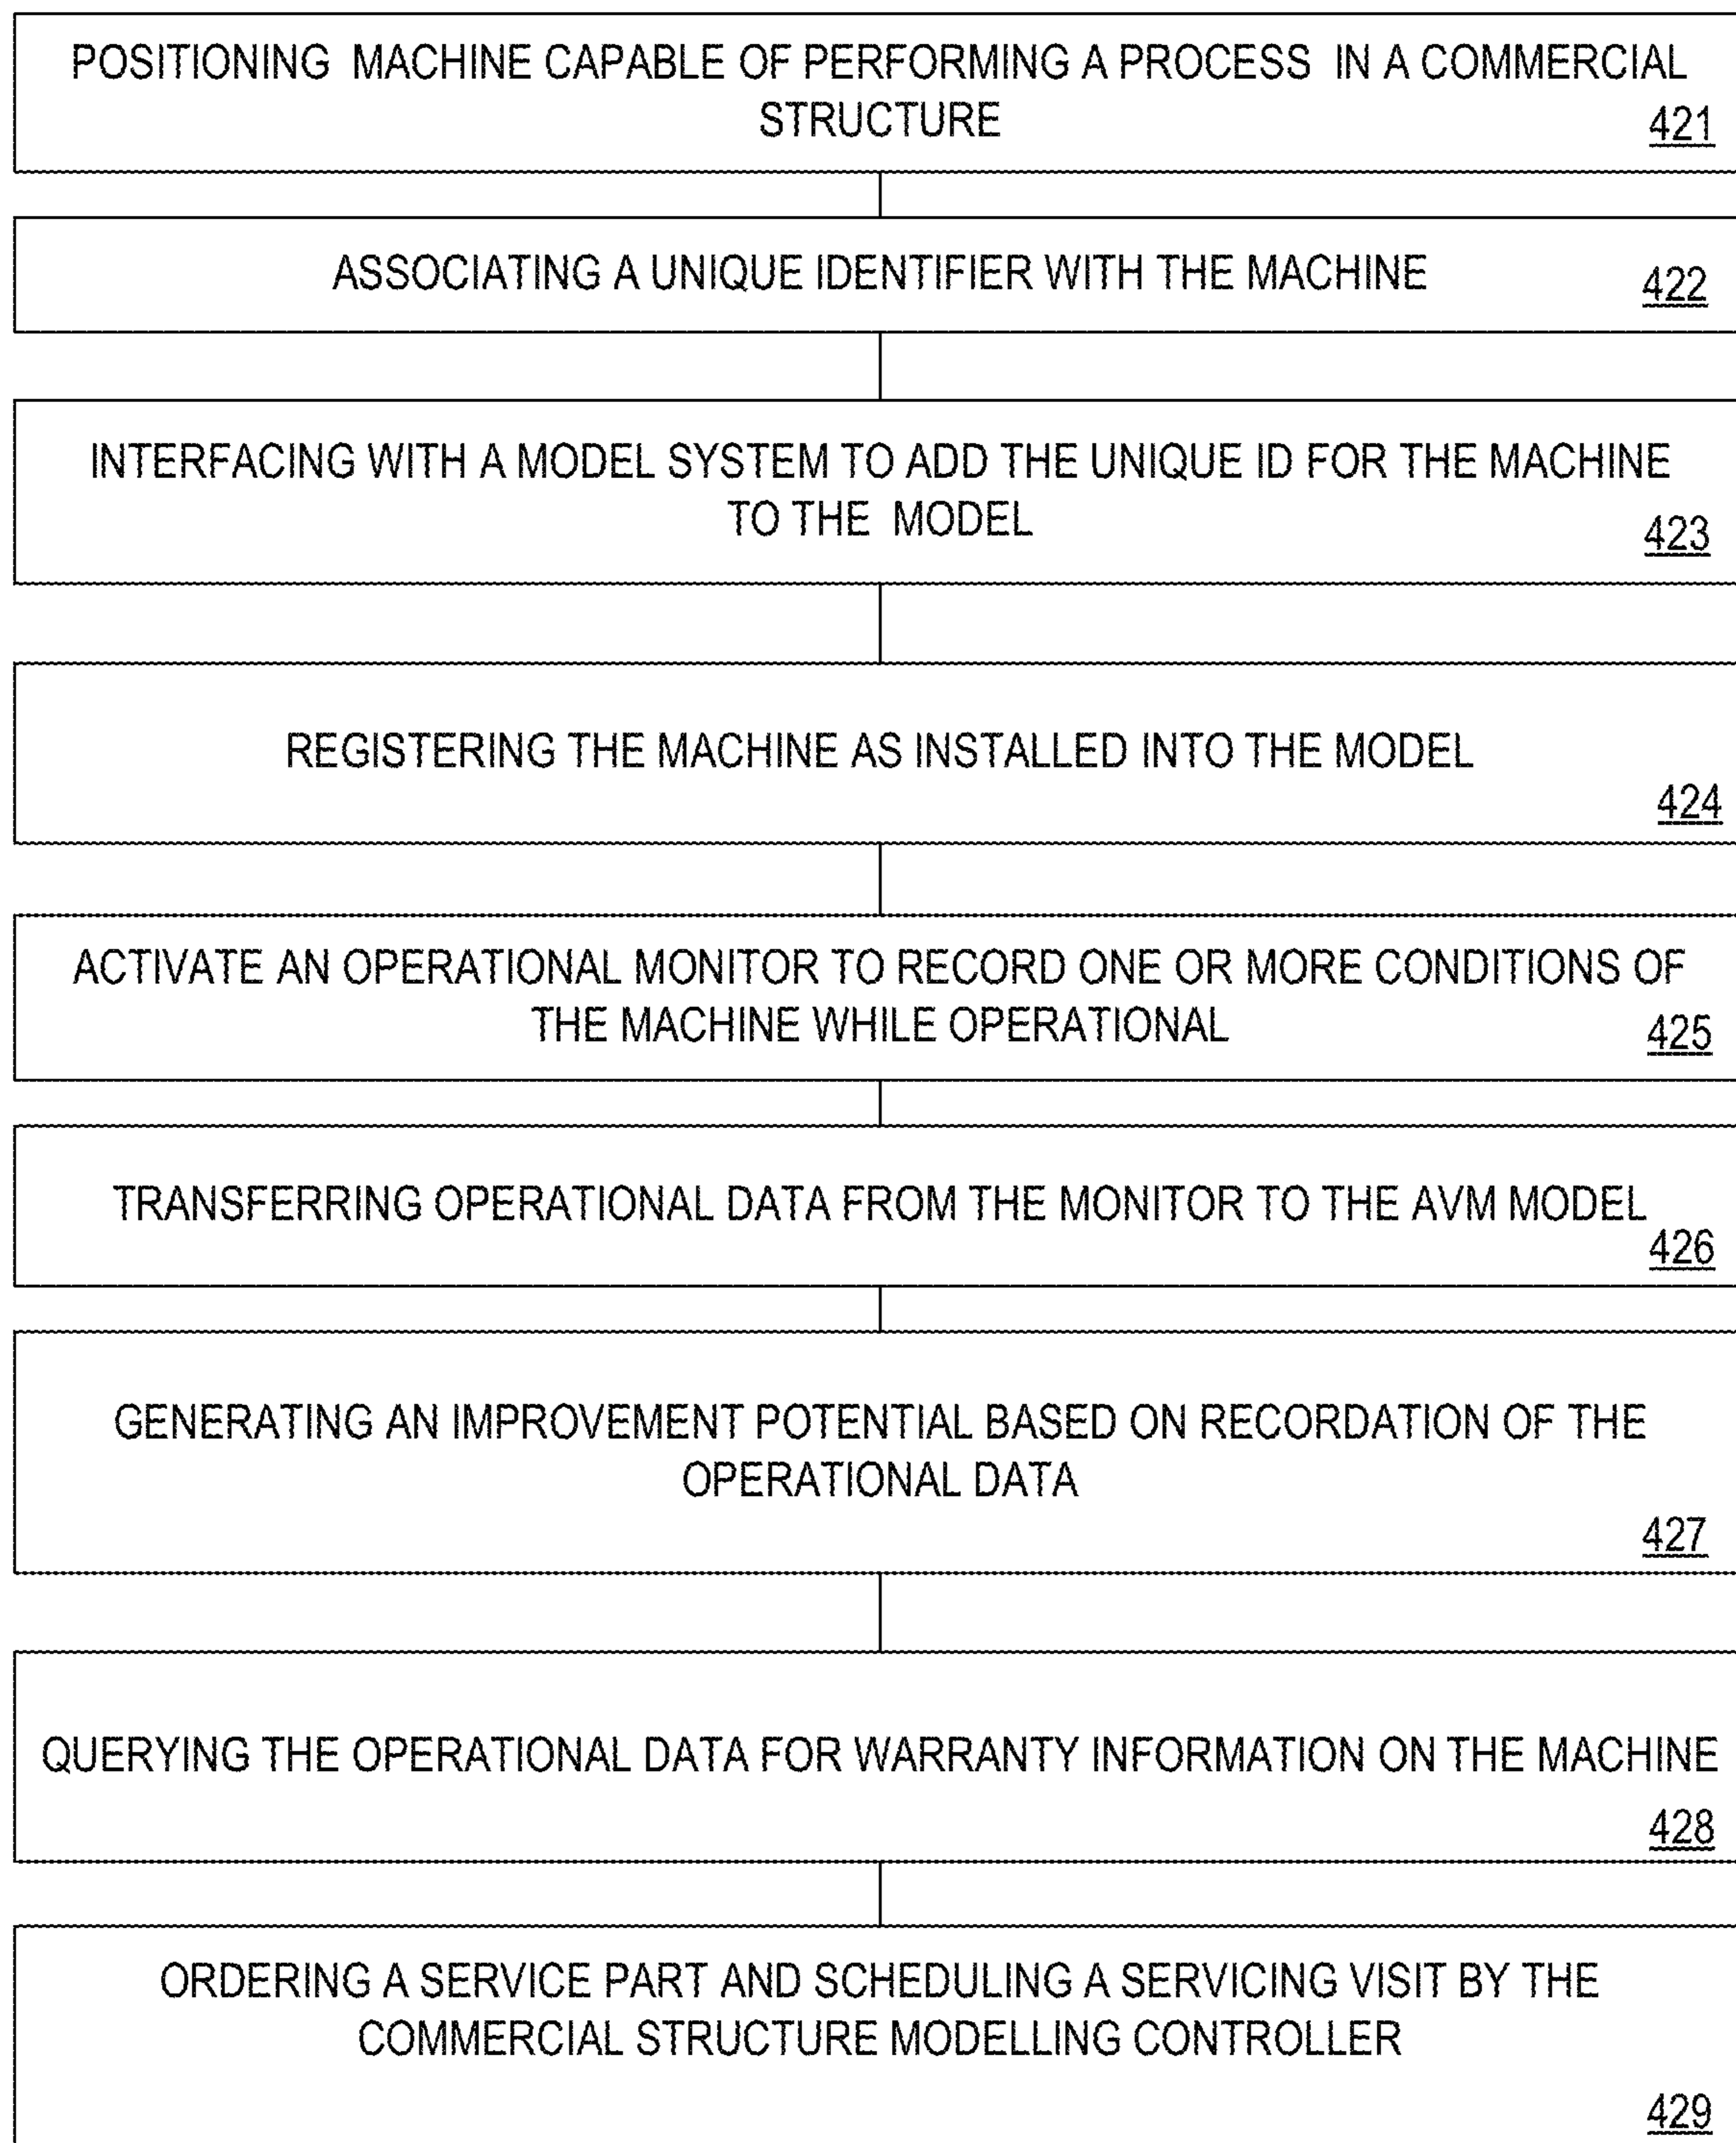 POSITIONING MACHINE CAPABLE OF PERFORMING A PROCESS IN A COMMERCIAL
STRUCTURE
421
ASSOCIATING A UNIQUE IDENTIFIER WITH THE MACHINE
422
INTERFACING WITH A MODEL SYSTEM TO ADD THE UNIQUE ID FOR THE MACHINE
TO THE MODEL
423
REGISTERING THE MACHINE AS INSTALLED INTO THE MODEL
424
ACTIVATE AN OPERATIONAL MONITOR TO RECORD ONE OR MORE CONDITIONS OF
THE MACHINE WHILE OPERATIONAL
425
TRANSFERRING OPERATIONAL DATA FROM THE MONITOR TO THE AVM MODEL
426
GENERATING AN IMPROVEMENT POTENTIAL BASED ON RECORDATION OF THE
OPERATIONAL DATA
427
QUERYING THE OPERATIONAL DATA FOR WARRANTY INFORMATION ON THE MACHINE
428
ORDERING A SERVICE PART AND SCHEDULING A SERVICING VISIT BY THE
COMMERCIAL STRUCTURE MODELLING CONTROLLER
429